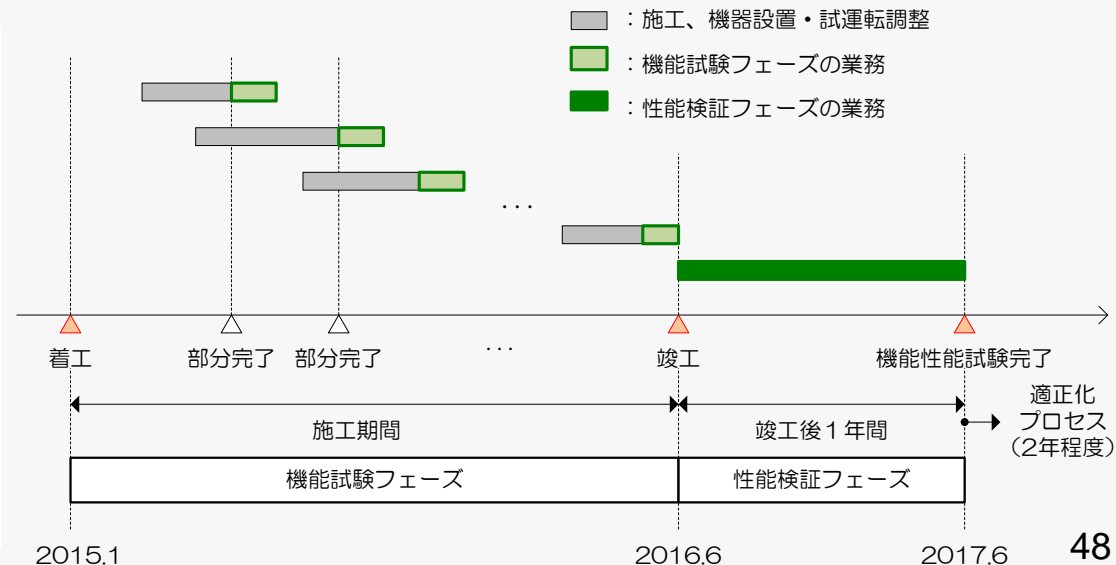 ：施工、機器設置・試運転調整
：機能試験フェーズの業務
：性能検証フェーズの業務
...
着工
部分完了
部分完了
...
竣工
機能性能試験完了
施工期間
竣工後１年間
適正化
プロセス
（2年程度）
機能試験フェーズ
性能検証フェーズ
2015.1
2016.6
2017.6
48